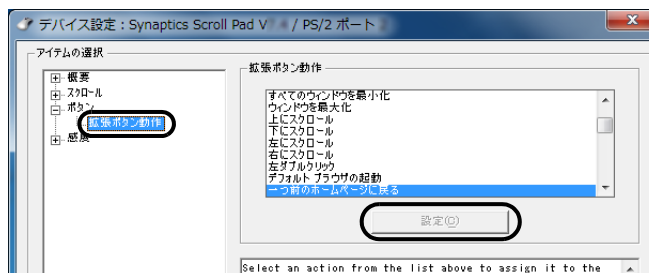 デバイス設定：Synaptics Scroll Pad V / PS/2 ポート
アイテムの選択
概要
スクロール
ボタン
拡張ボタン動作
感度
拡張ボタン動作
すべてのウィンドウを最小化
ウィンドウを最大化
上にスクロール
下にスクロール
左にスクロール
右にスクロール
左ダブルクリック
デフォルト ブラウザの起動
一つ前のホームページに戻る
設定(C)
Select an action from the list above to assign it to the